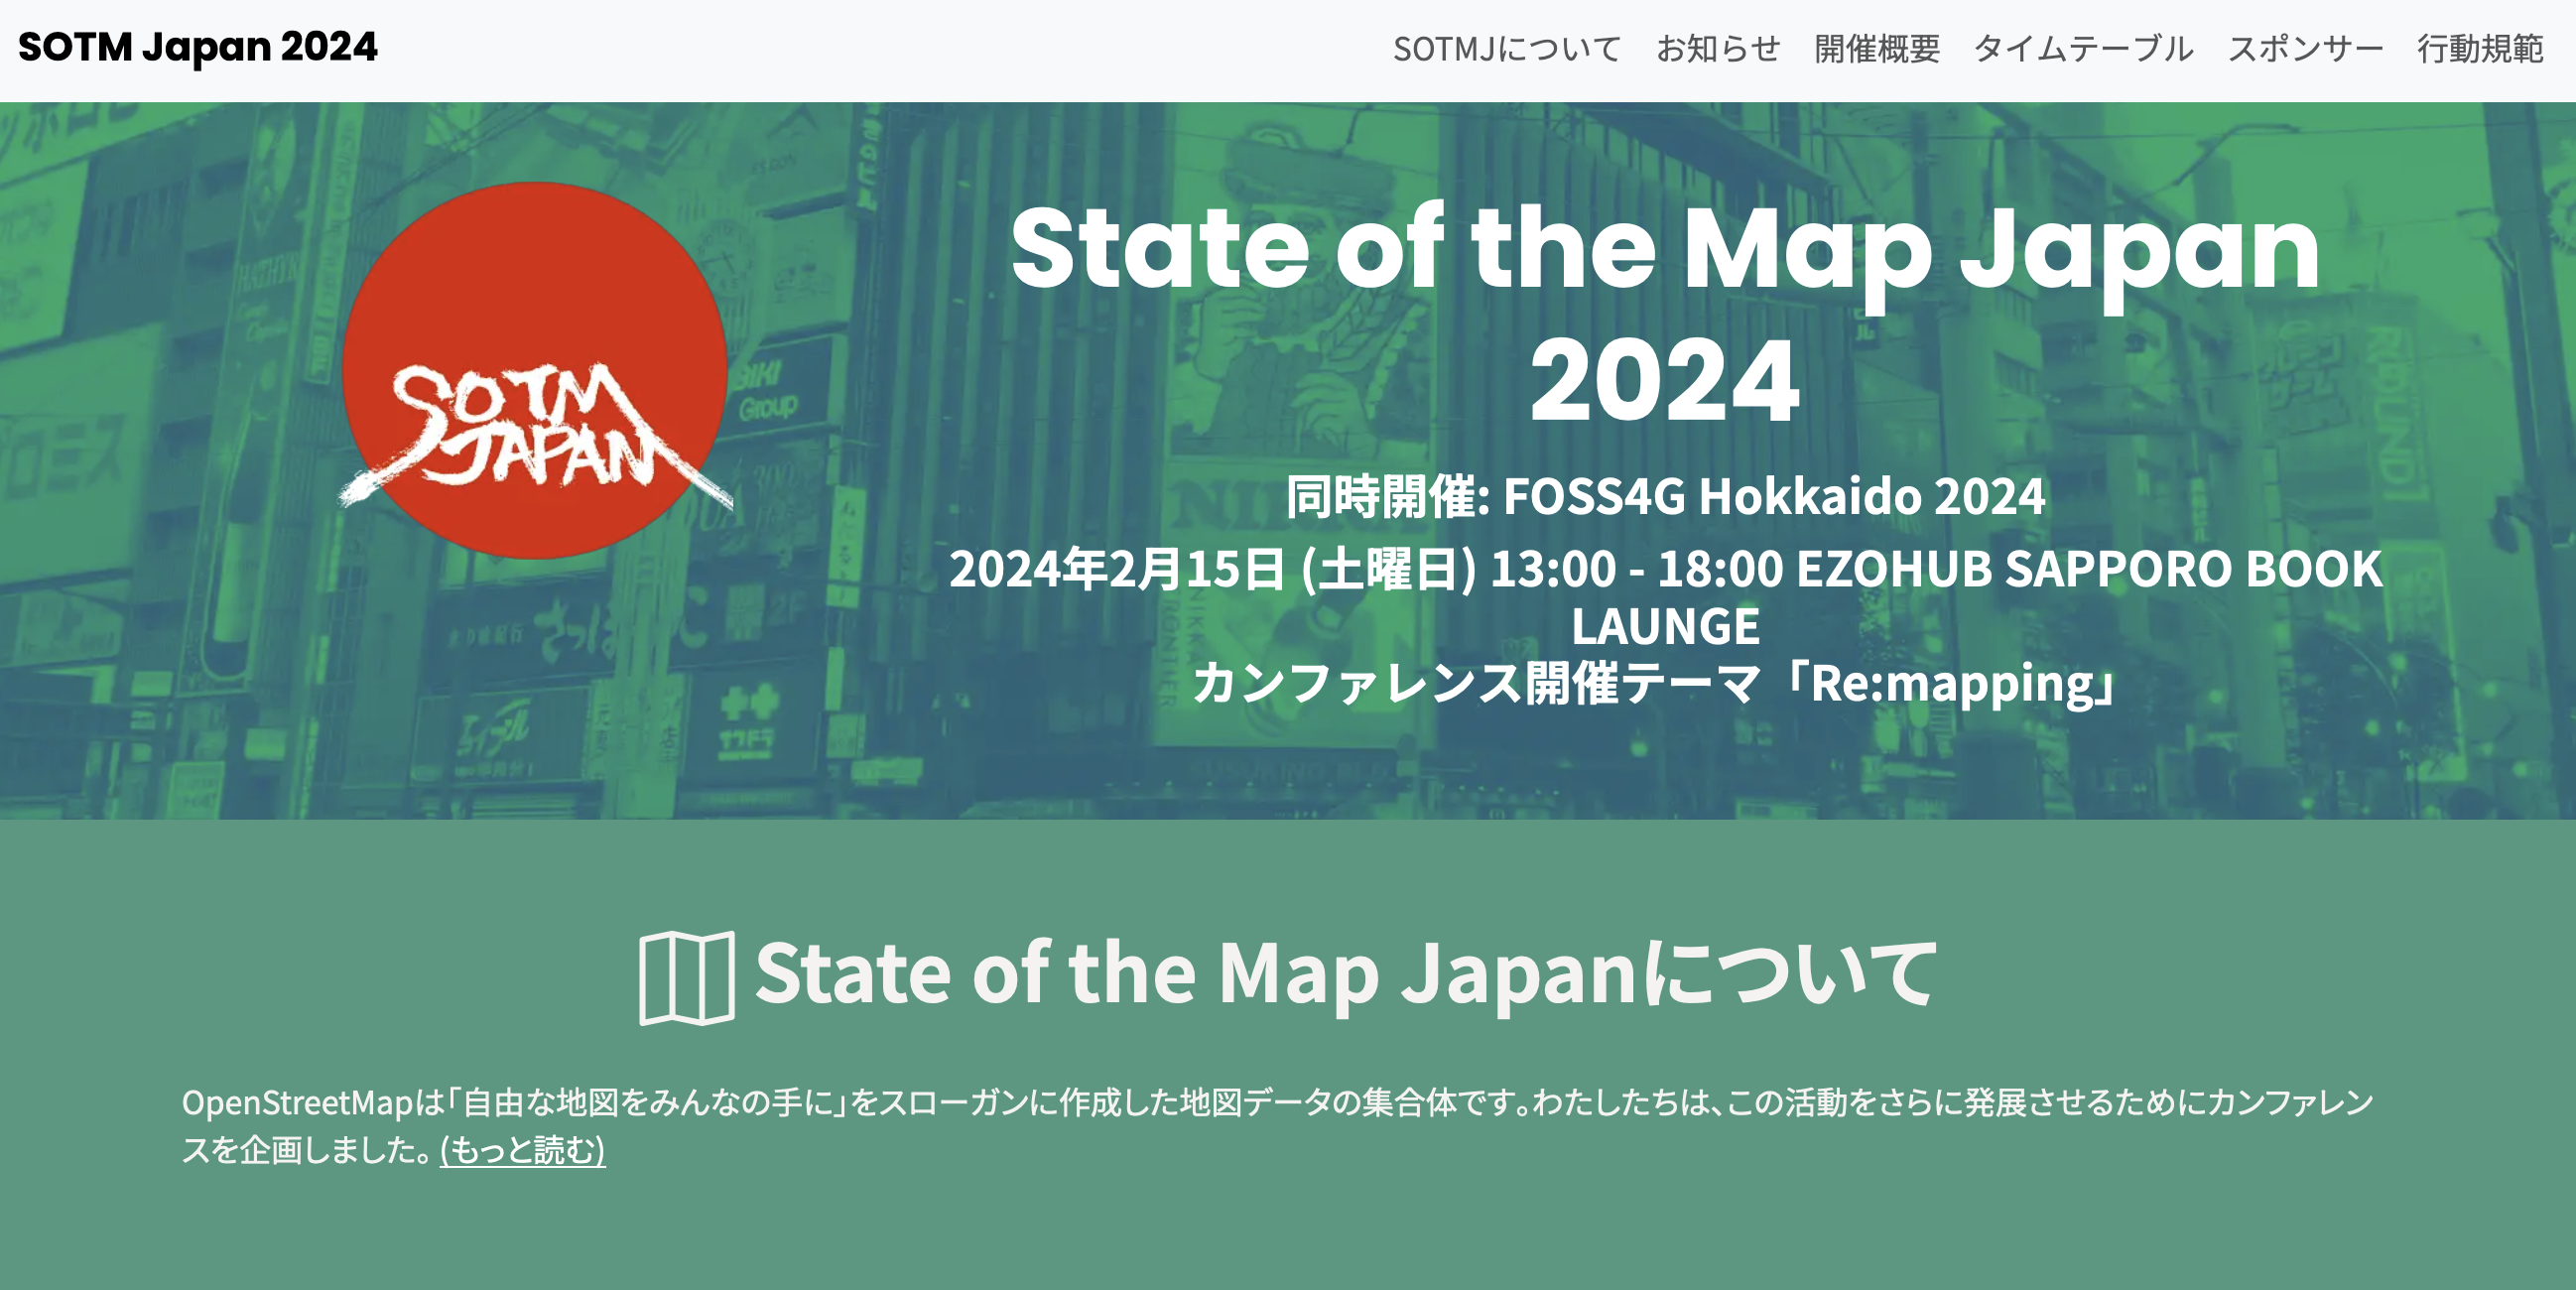 SOTM Japan 2024
SOTMJについて お知らせ 開催概要 タイムテーブル スポンサー 行動規範
SOTM
JAPAN
State of the Map Japan
2024
同時開催: FOSS4G Hokkaido 2024
2024年2月15日 (土曜日) 13:00 - 18:00 EZOHUB SAPPORO BOOK
LAUNGE
カンファレンス開催テーマ「Re:mapping」
Group
エイブル
サツドラ
State of the Map Japanについて
OpenStreetMapは「自由な地図をみんなの手に」をスローガンに作成した地図データの集合体です。わたしたちは、この活動をさらに発展させるためにカンファレン
スを企画しました。 (もっと読む)